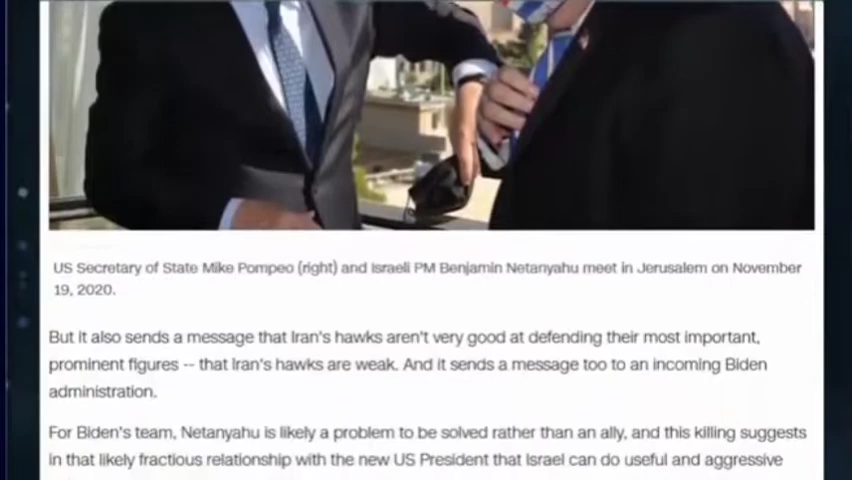 US Secretary of State Mike Pompeo (right) and Israeli PM Benjamin Netanyahu meet in Jerusalem on November
19, 2020.
But it also sends a message that Iran's hawks aren't very good at defending their most important,
prominent figures -- that Iran's hawks are weak. And it sends a message too to an incoming Biden
administration.
For Biden's team, Netanyahu is likely a problem to be solved rather than an ally, and this killing suggests
in that likely fractious relationship with the new US President that Israel can do useful and aggressive